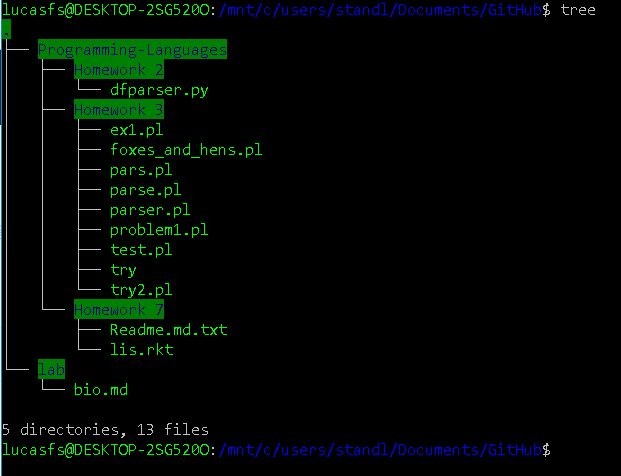 lucasfs@DESKTOP-2SG520O:/mnt/c/users/standl/Documents/GitHub$ tree
.
├── Programming-Languages
│   ├── Homework 2
│   │   └── dfparser.py
│   ├── Homework 3
│   │   ├── ex1.pl
│   │   ├── foxes_and_hens.pl
│   │   ├── pars.pl
│   │   ├── parse.pl
│   │   ├── parser.pl
│   │   ├── problem1.pl
│   │   ├── test.pl
│   │   ├── try
│   │   └── try2.pl
│   └── Homework 7
│       ├── Readme.md.txt
│       └── lis.rkt
└── lab
    └── bio.md
5 directories, 13 files
lucasfs@DESKTOP-2SG520O:/mnt/c/users/standl/Documents/GitHub$